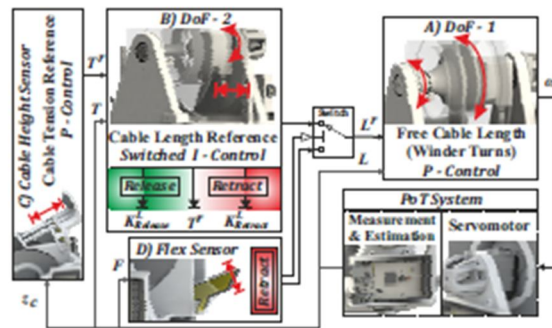 C) Cable Height Sensor
Cable Tension Reference
P - Control
z_c
T^r
T
B) DoF - 2
Cable Length Reference
Switched I - Control
Release
Retract
K^L_Release
T^r
K^L_Retract
D) Flex Sensor
F
Retract
Switch
L^r
L
A) DoF - 1
Free Cable Length
(Winder Turns)
P - Control
PoT System
Measurement
& Estimation
Servomotor